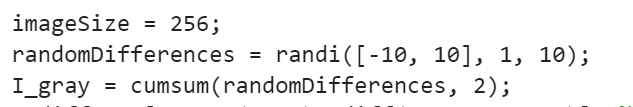 imageSize = 256;
randomDifferences = randi([-10, 10], 1, 10);
I_gray = cumsum(randomDifferences, 2);